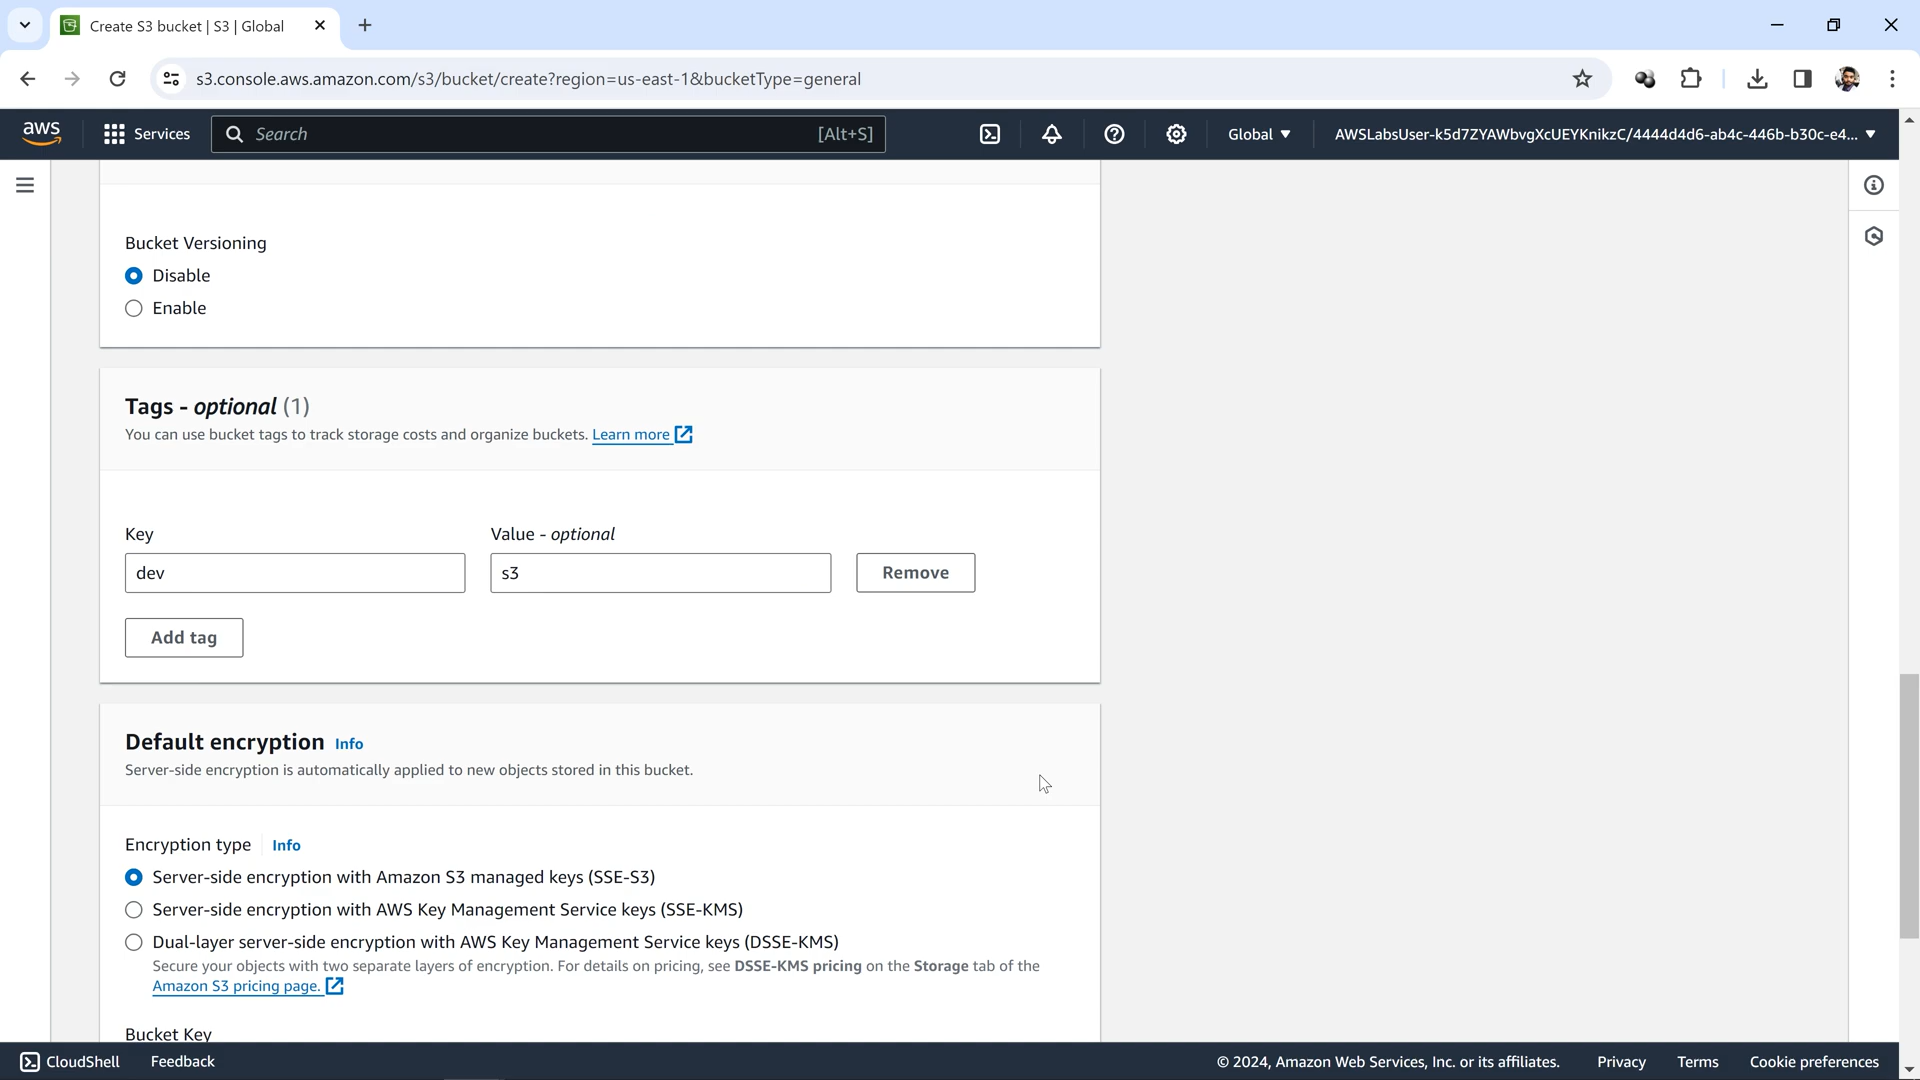 Create S3 bucket | S3 | Global
s3.console.aws.amazon.com/s3/bucket/create?region=us-east-1&bucketType=general
aws
Services
Search
[Alt+S]
Global
AWSLabsUser-k5d7ZYAWbvgXcUEYKnikzC/4444d4d6-ab4c-446b-b30c-e4...
Bucket Versioning
Disable
Enable
Tags - optional (1)
You can use bucket tags to track storage costs and organize buckets. Learn more
Key
Value - optional
dev
s3
Remove
Add tag
Default encryption Info
Server-side encryption is automatically applied to new objects stored in this bucket.
Encryption type Info
Server-side encryption with Amazon S3 managed keys (SSE-S3)
Server-side encryption with AWS Key Management Service keys (SSE-KMS)
Dual-layer server-side encryption with AWS Key Management Service keys (DSSE-KMS)
Secure your objects with two separate layers of encryption. For details on pricing, see DSSE-KMS pricing on the Storage tab of the
Amazon S3 pricing page.
Bucket Key
CloudShell
Feedback
© 2024, Amazon Web Services, Inc. or its affiliates.
Privacy
Terms
Cookie preferences